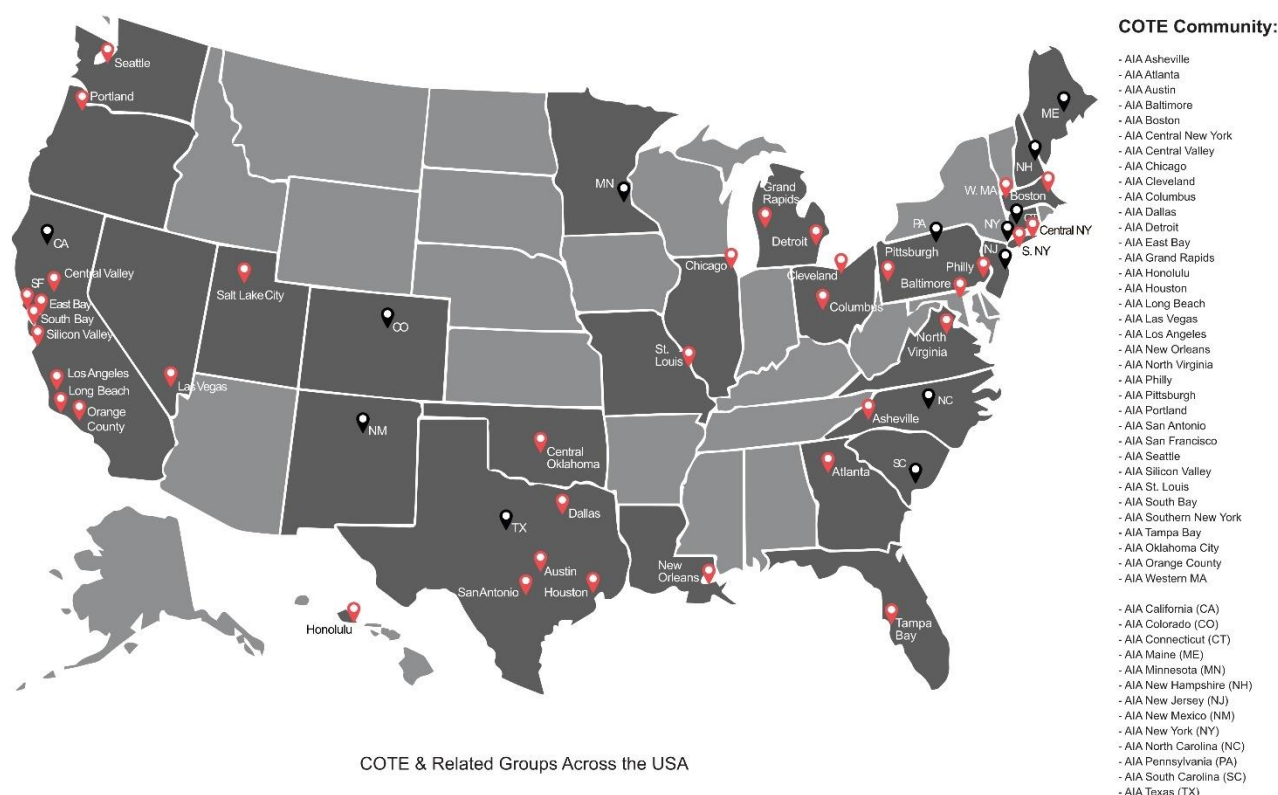 COTE Community:
- AIA Asheville
- AIA Atlanta
- AIA Austin
- AIA Baltimore
- AIA Boston
- AIA Central New York
- AIA Central Valley
- AIA Chicago
- AIA Cleveland
- AIA Columbus
- AIA Dallas
- AIA Detroit
- AIA East Bay
- AIA Grand Rapids
- AIA Honolulu
- AIA Houston
- AIA Long Beach
- AIA Las Vegas
- AIA Los Angeles
- AIA New Orleans
- AIA North Virginia
- AIA Philly
- AIA Pittsburgh
- AIA Portland
- AIA San Antonio
- AIA San Francisco
- AIA Seattle
- AIA Silicon Valley
- AIA St. Louis
- AIA South Bay
- AIA Southern New York
- AIA Tampa Bay
- AIA Oklahoma City
- AIA Orange County
- AIA Western MA
- AIA California (CA)
- AIA Colorado (CO)
- AIA Connecticut (CT)
- AIA Maine (ME)
- AIA Minnesota (MN)
- AIA New Hampshire (NH)
- AIA New Jersey (NJ)
- AIA New Mexico (NM)
- AIA New York (NY)
- AIA North Carolina (NC)
- AIA Pennsylvania (PA)
- AIA South Carolina (SC)
- AIA Texas (TX)
Seattle
Portland
CA
Central Valley
SF
East Bay
South Bay
Silicon Valley
Los Angeles
Long Beach
Orange
County
Las Vegas
Salt Lake City
CO
NM
MN
Grand
Rapids
Detroit
Chicago
Cleveland
Columbus
St.
Louis
Central
Oklahoma
Dallas
TX
Austin
San Antonio
Houston
New
Orleans
Honolulu
ME
NH
W. MA
Boston
PA
NY
Central NY
S. NY
NJ
Pittsburgh
Philly
Baltimore
North
Virginia
NC
Asheville
SC
Atlanta
Tampa
Bay
COTE & Related Groups Across the USA